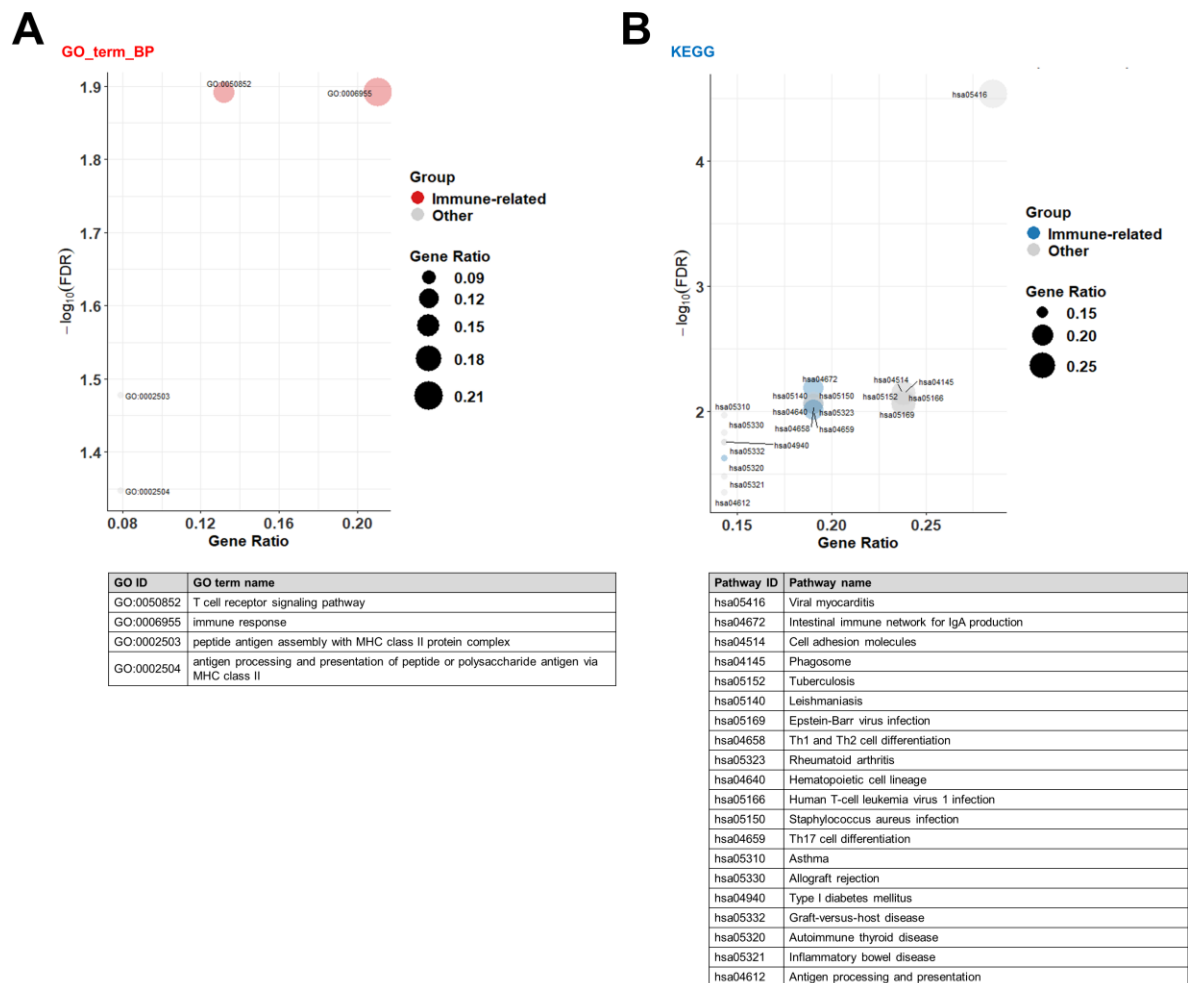 A
B
GO_term_BP
KEGG
1.9
1.8
1.7
1.6
1.5
1.4
−log10(FDR)
GO:0050852
GO:0006955
GO:0002503
GO:0002504
0.08 0.12 0.16 0.20
Gene Ratio
Group
Immune-related
Other
Gene Ratio
0.09
0.12
0.15
0.18
0.21
4
3
2
−log10(FDR)
hsa05416
hsa04672
hsa04514
hsa04145
hsa05140
hsa05150
hsa05152
hsa05166
hsa05310
hsa04640
hsa05323
hsa05169
hsa05330
hsa04658
hsa04659
hsa04940
hsa05332
hsa05320
hsa05321
hsa04612
0.15 0.20 0.25
Gene Ratio
Group
Immune-related
Other
Gene Ratio
0.15
0.20
0.25
GO ID GO term name
GO:0050852 T cell receptor signaling pathway
GO:0006955 immune response
GO:0002503 peptide antigen assembly with MHC class II protein complex
GO:0002504 antigen processing and presentation of peptide or polysaccharide antigen via
MHC class II
Pathway ID Pathway name
hsa05416 Viral myocarditis
hsa04672 Intestinal immune network for IgA production
hsa04514 Cell adhesion molecules
hsa04145 Phagosome
hsa05152 Tuberculosis
hsa05140 Leishmaniasis
hsa05169 Epstein-Barr virus infection
hsa04658 Th1 and Th2 cell differentiation
hsa05323 Rheumatoid arthritis
hsa04640 Hematopoietic cell lineage
hsa05166 Human T-cell leukemia virus 1 infection
hsa05150 Staphylococcus aureus infection
hsa04659 Th17 cell differentiation
hsa05310 Asthma
hsa05330 Allograft rejection
hsa04940 Type I diabetes mellitus
hsa05332 Graft-versus-host disease
hsa05320 Autoimmune thyroid disease
hsa05321 Inflammatory bowel disease
hsa04612 Antigen processing and presentation